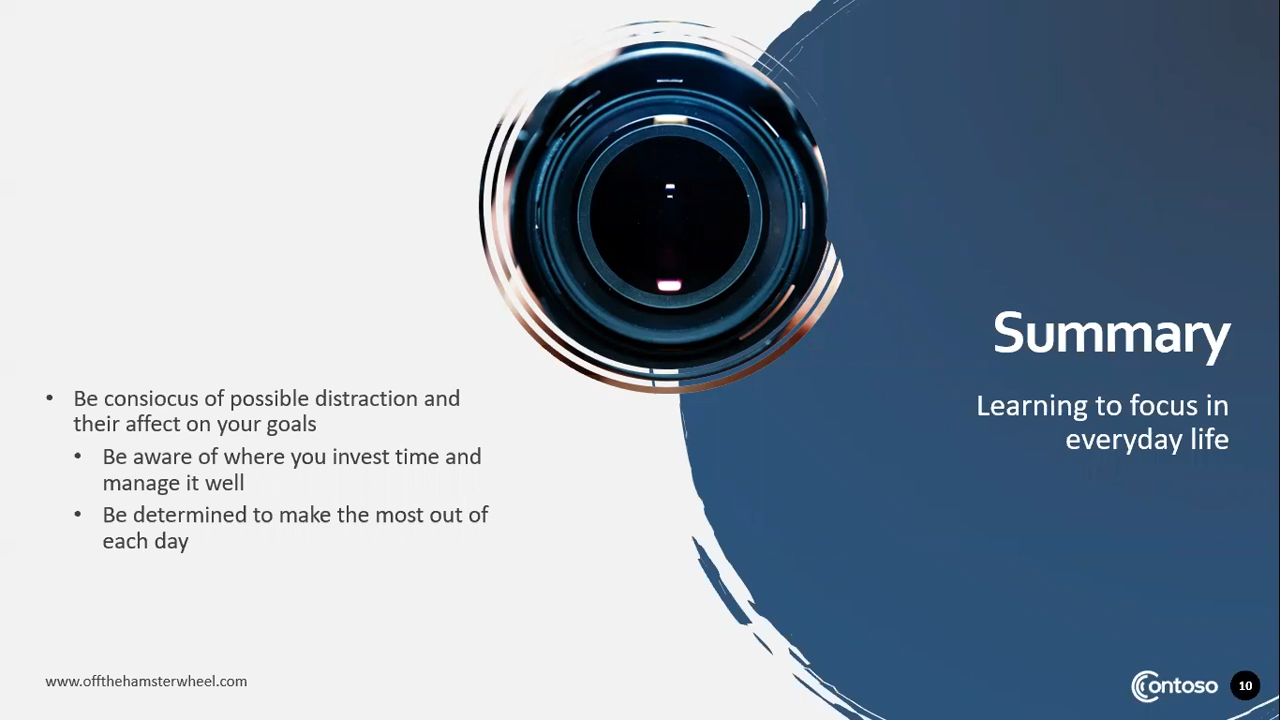 Summary
Learning to focus in
everyday life
• Be consiocus of possible distraction and
their affect on your goals
• Be aware of where you invest time and
manage it well
• Be determined to make the most out of
each day
www.offthehamsterwheel.com
Contoso
10